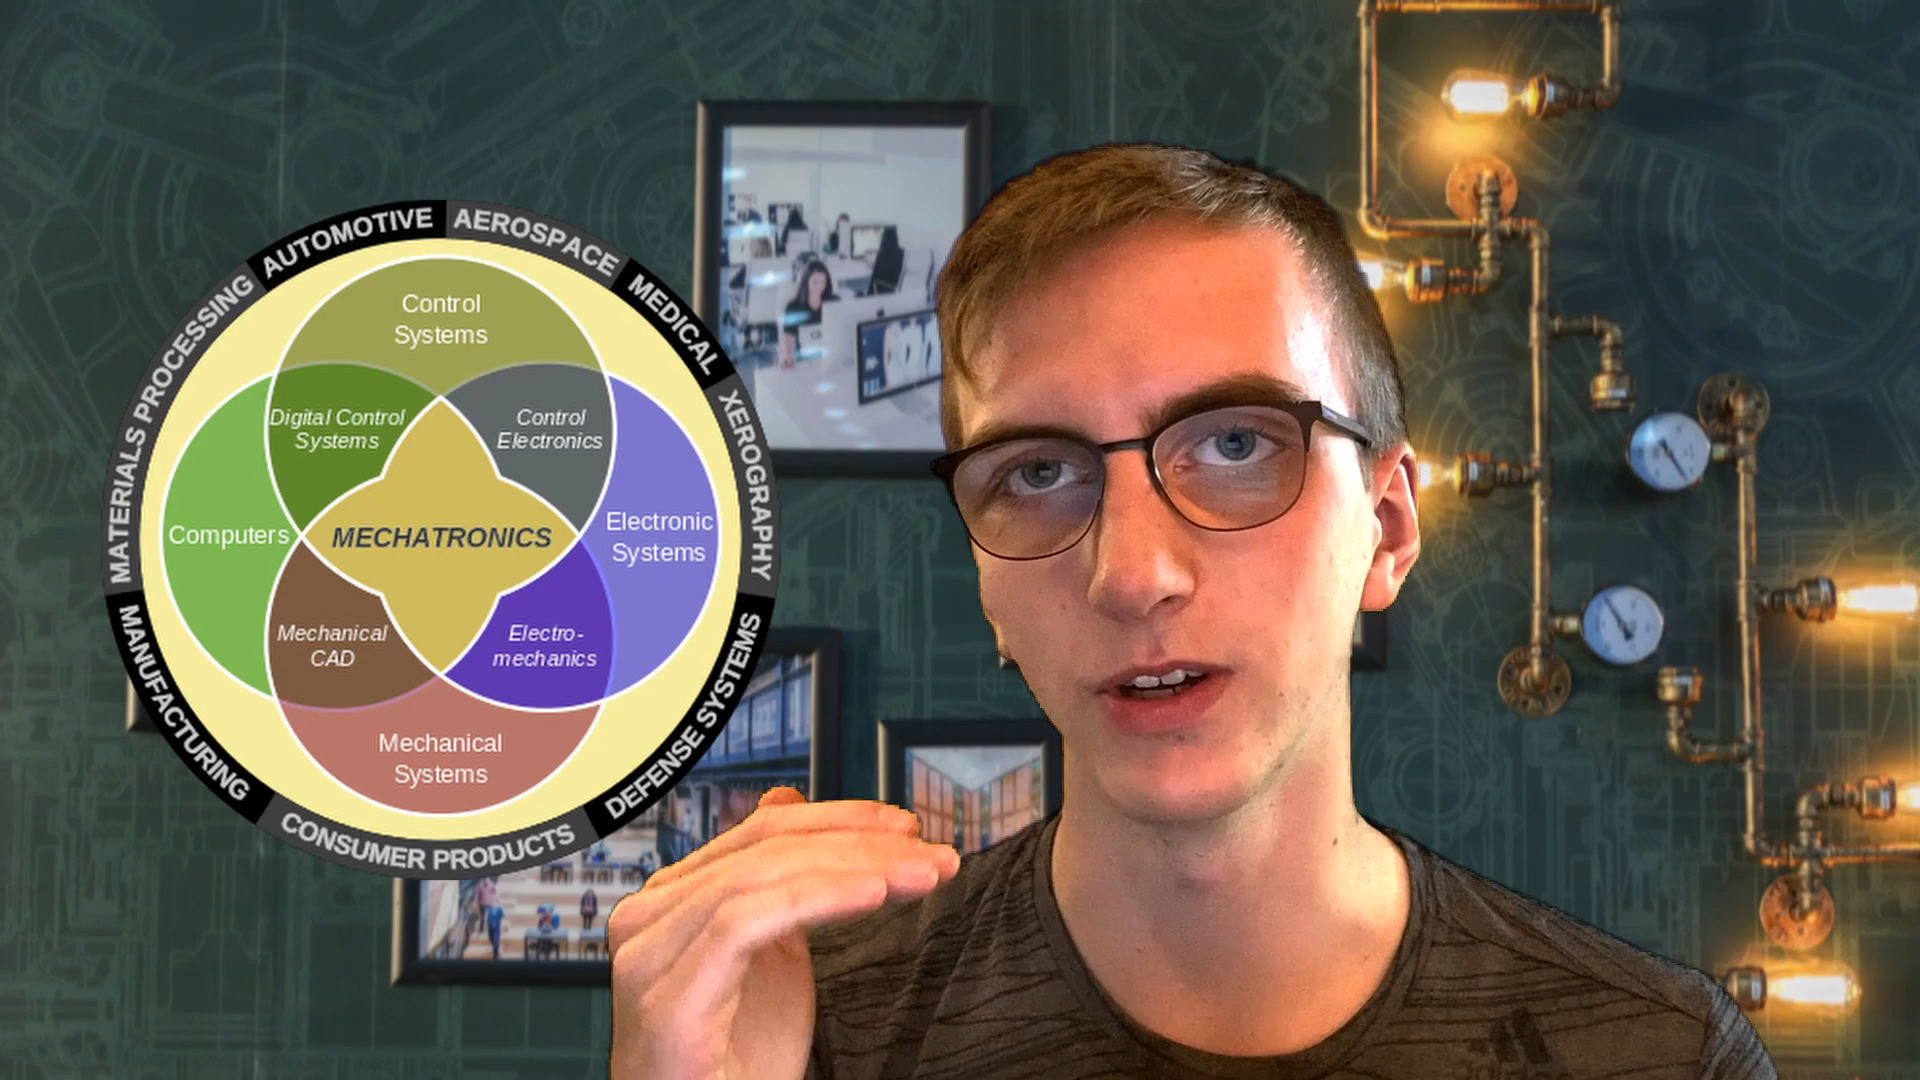 AUTOMOTIVE
AEROSPACE
MEDICAL
XEROGRAPHY
DEFENSE SYSTEMS
CONSUMER PRODUCTS
MANUFACTURING
MATERIALS PROCESSING
Control
Systems
Digital Control
Systems
Control
Electronics
Computers
MECHATRONICS
Electronic
Systems
Mechanical
CAD
Electro-
mechanics
Mechanical
Systems